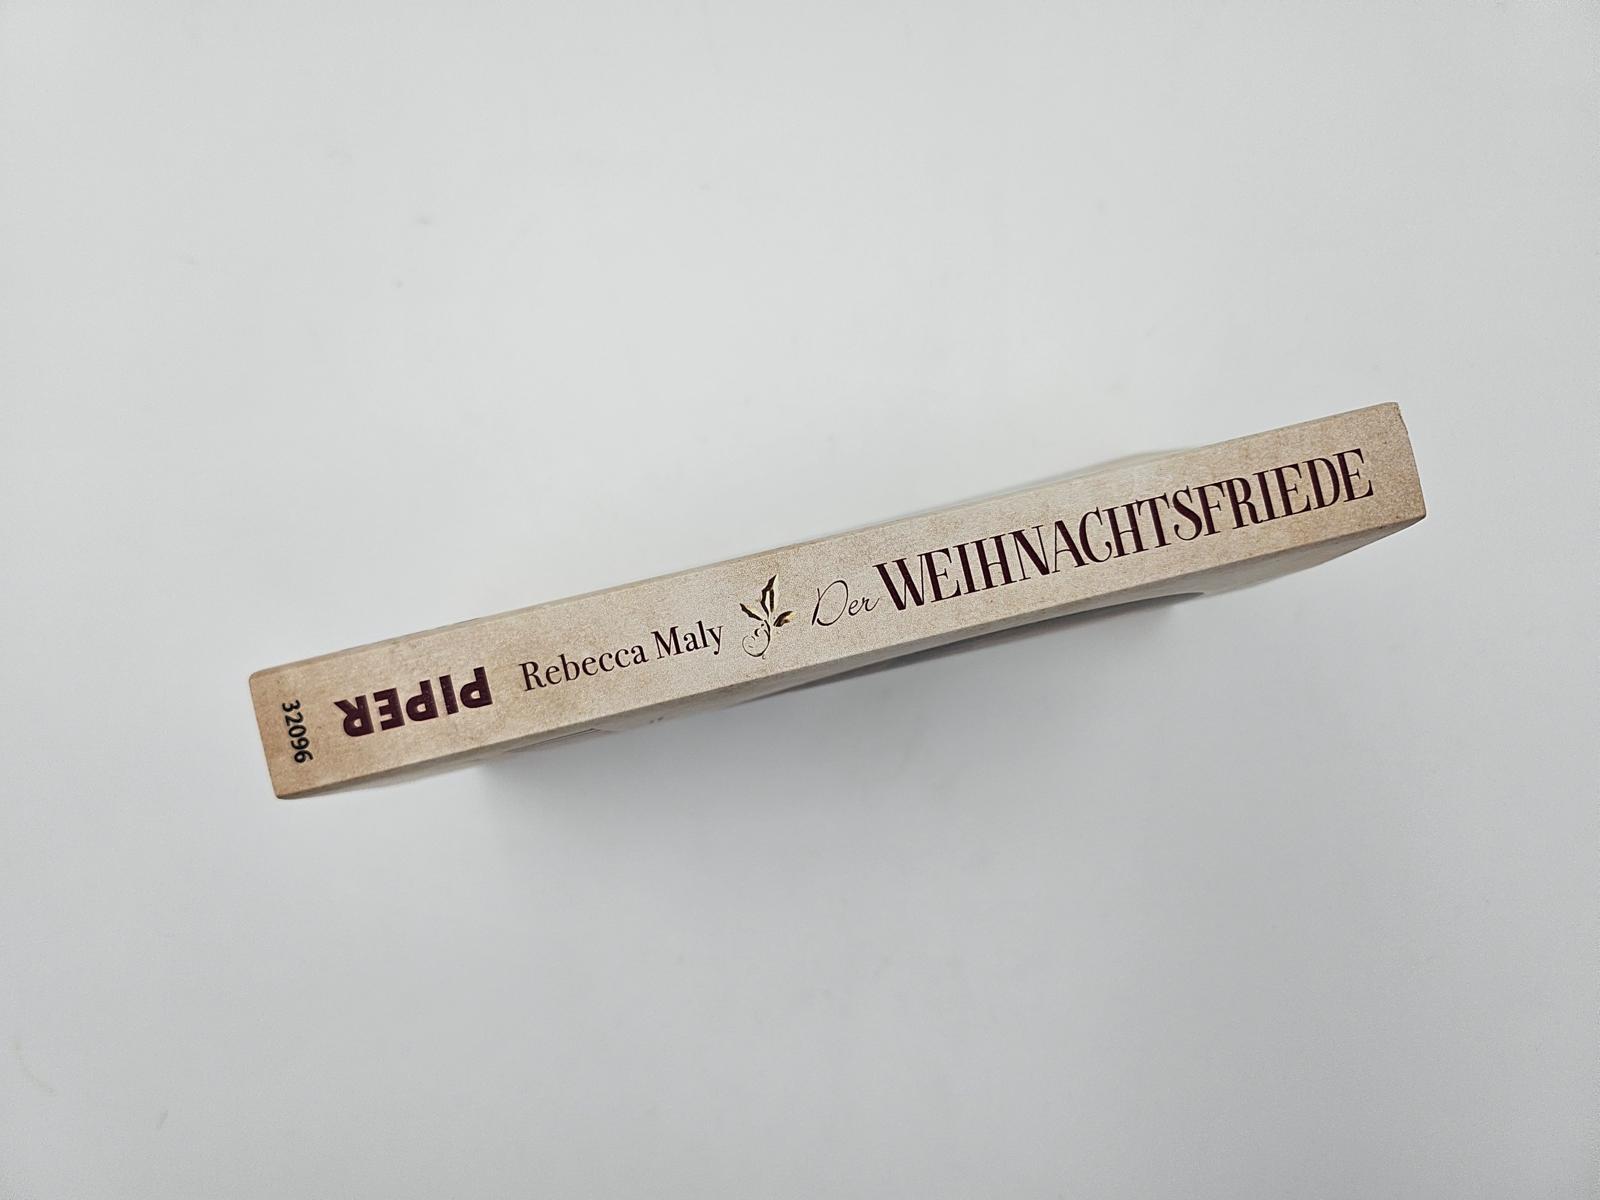 Rebecca Maly Der WEIHNACHTSFRIEDE
PIPER
32096